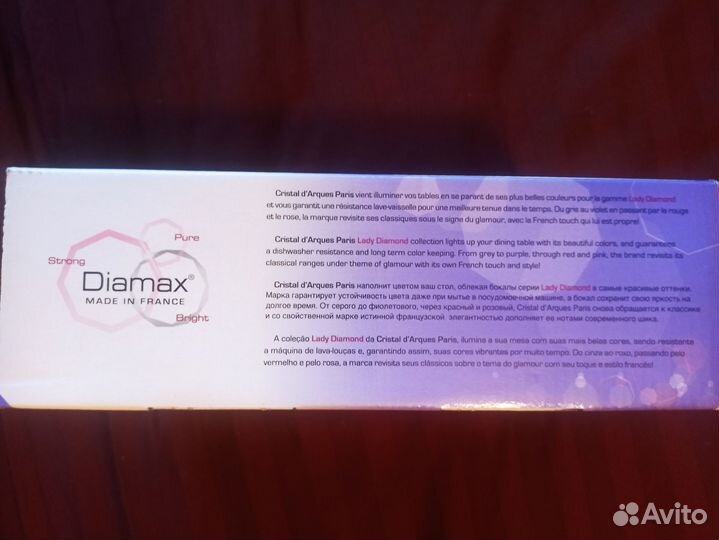 Strong
Pure
Diamax®
MADE IN FRANCE
Bright
Cristal d'Arques Paris vient illuminer vos tables en se parant de ses plus belles couleurs pour la gamme Lady Diamond
et vous garantit une résistance lave-vaisselle pour une meilleure tenue dans le temps. Du gris au violet en passant par le rouge
et le rose, la marque revisite ses classiques sous le signe du glamour, avec le French touch qui lui est propre!
Cristal d'Arques Paris Lady Diamond collection lights up your dining table with its beautiful colors, and guarantees
a dishwasher resistance and long term color keeping. From grey to purple, through red and pink, the brand revisits its
classical ranges under theme of glamour with its own French touch and style!
Cristal d'Arques Paris наполнит цветом ваш стол, облекая бокалы серии Lady Diamond в самые красивые оттенки.
Марка гарантирует устойчивость цвета даже при мытье в посудомоечной машине, а бокал сохранит свою яркость на
долгое время. От серого до фиолетового, через красный и розовый, Cristal d'Arques Paris снова обращается к классике
и со свойственной марке истинной французской элегантностью дополняет ее нотами современного шика.
A coleção Lady Diamond da Cristal d'Arques Paris, ilumina a sua mesa com suas mais belas cores, sendo resistente
a máquina de lava-louças e, garantindo assim, suas cores vibrantes por muito tempo. Do cinza ao roxo, passando pelo
vermelho e pelo rosa, a marca revisita seus clássicos sobre o tema do glamour com seu toque e estilo francês!
Avito